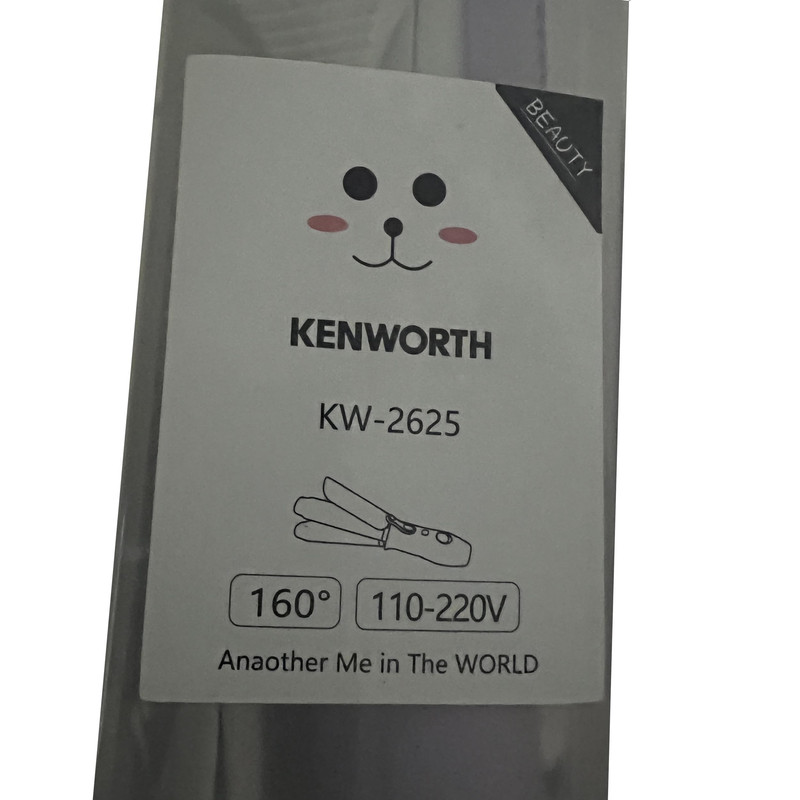 BEAUTY
KENWORTH
KW-2625
160°
110-220V
Anaother Me in The WORLD